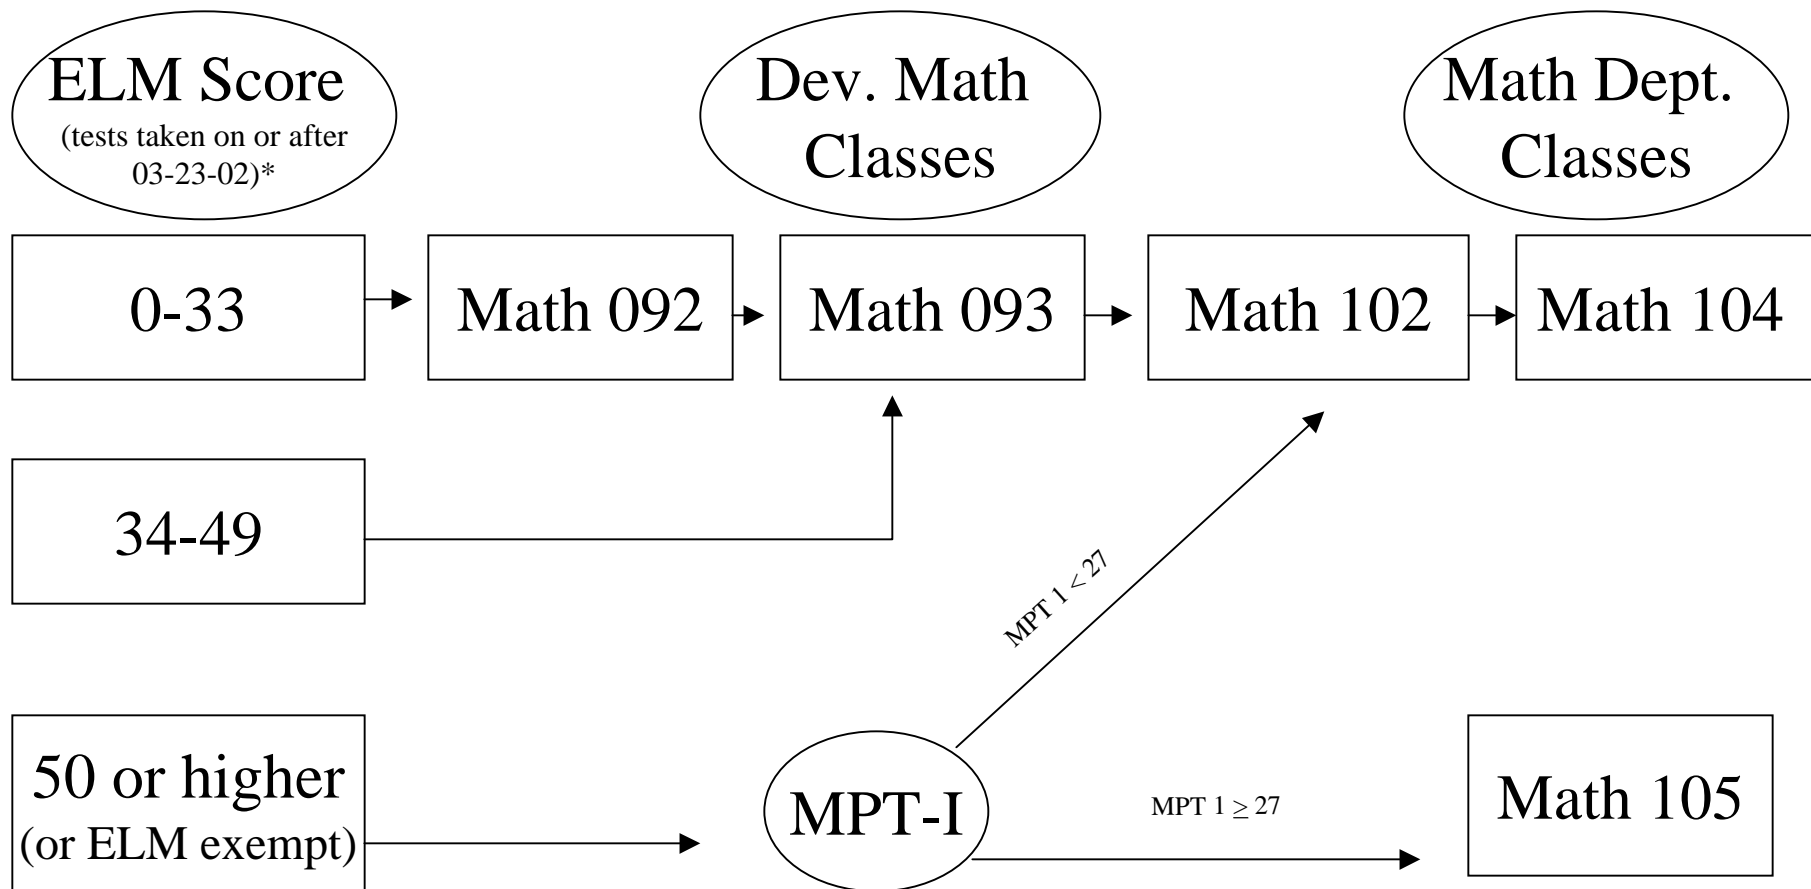 ELM Score
(tests taken on or after
03-23-02)*
Dev. Math
Classes
Math Dept.
Classes
0-33
Math 092
Math 093
Math 102
Math 104
34-49
MPT 1 < 27
50 or higher
(or ELM exempt)
MPT-I
MPT 1 ≥ 27
Math 105